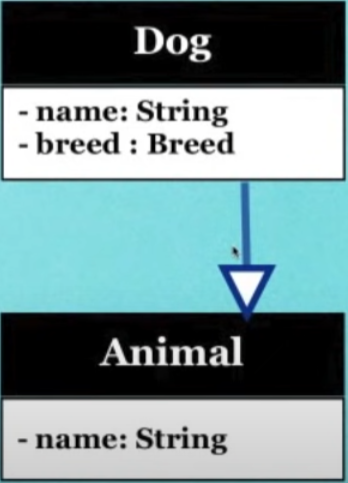 Dog
- name: String
- breed : Breed
Animal
- name: String